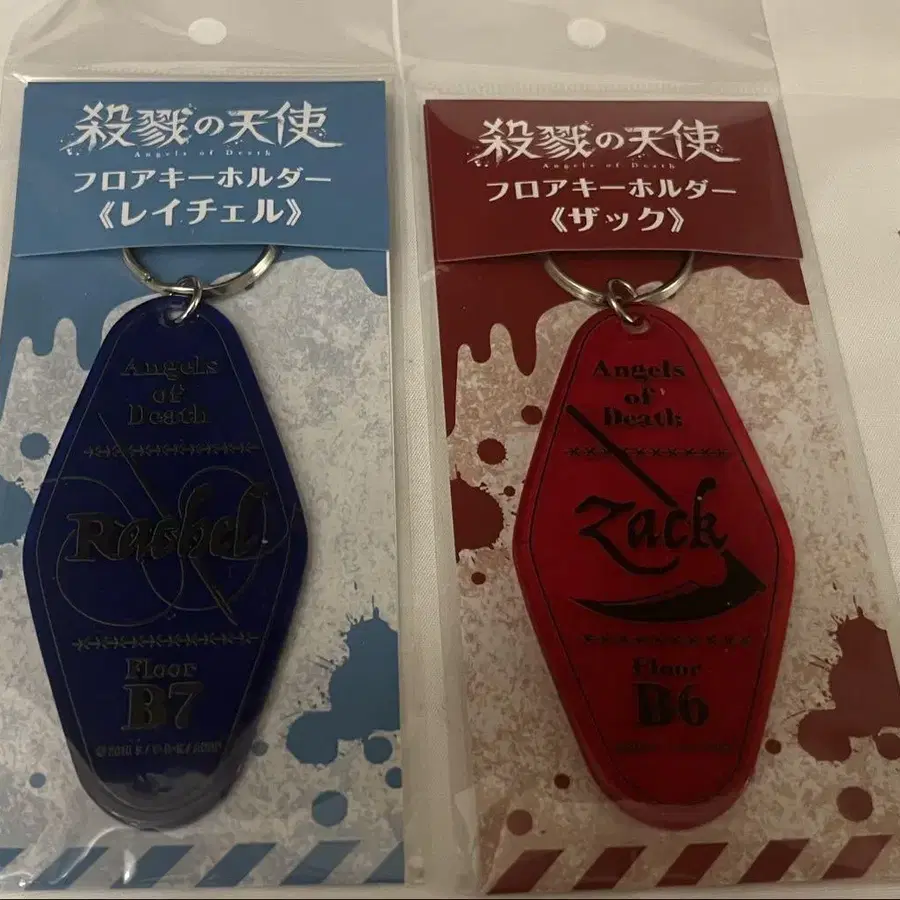 殺戮の天使
Angels of Death
フロアキーホルダー
《レイチェル》
Angels
of
Death
Rachel
Floor
B7
殺戮の天使
Angels of Death
フロアキーホルダー
《ザック》
Angels
of
Death
Zack
Floor
B6